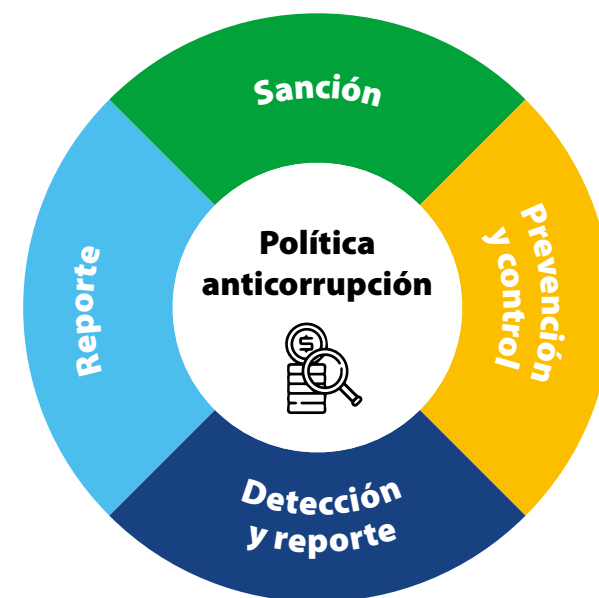 Sanción
Prevención
y control
Política
anticorrupción
$
Reporte
Detección
y reporte